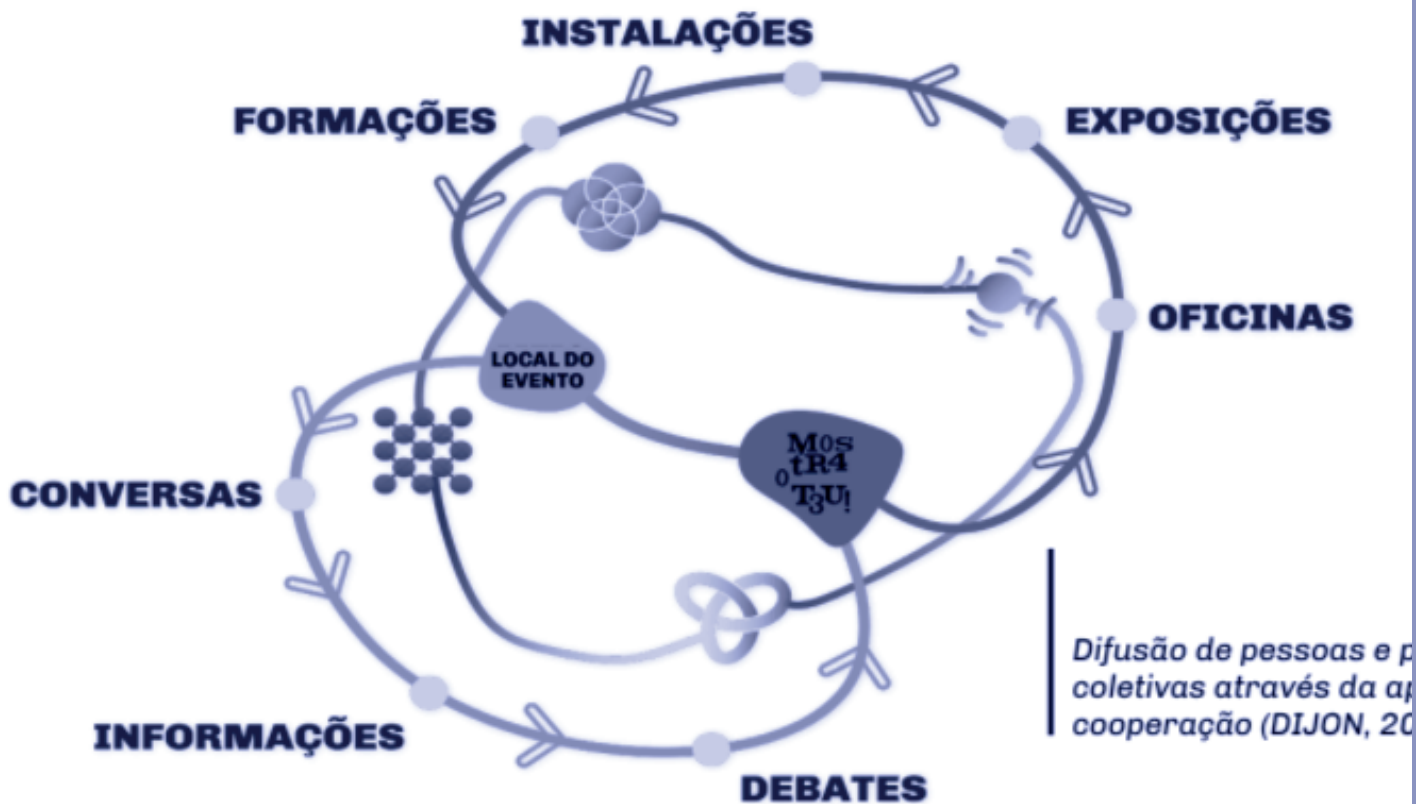 INSTALAÇÕES
FORMAÇÕES
EXPOSIÇÕES
OFICINAS
LOCAL DO
EVENTO
M0S
0tR4
T3U!
CONVERSAS
Difusão de pessoas e
coletivas através da
cooperação (DIJON,
INFORMAÇÕES
DEBATES